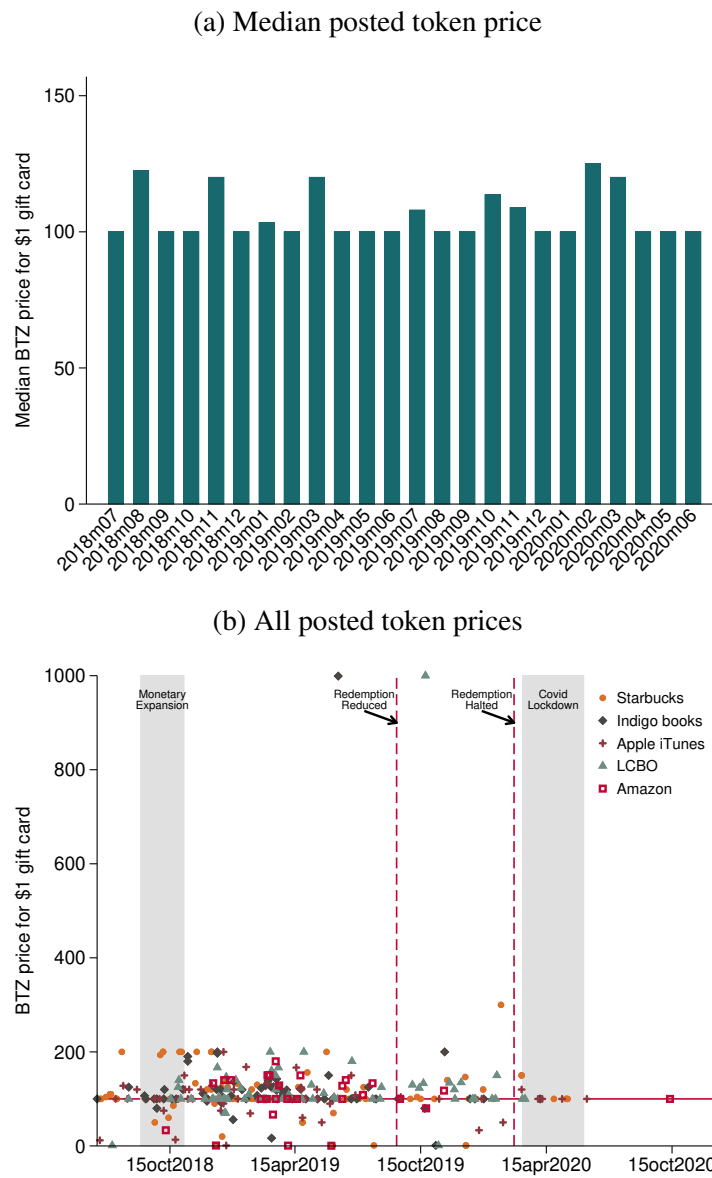 (a) Median posted token price
150
100
50
0
Median BTZ price for $1 gift card
2018m07
2018m08
2018m09
2018m10
2018m11
2018m12
2019m01
2019m02
2019m03
2019m04
2019m05
2019m06
2019m07
2019m08
2019m09
2019m10
2019m11
2019m12
2020m01
2020m02
2020m03
2020m04
2020m05
2020m06
(b) All posted token prices
1000
800
600
400
200
0
BTZ price for $1 gift card
Monetary
Expansion
Redemption
Reduced
Redemption
Halted
Covid
Lockdown
Starbucks
Indigo books
Apple iTunes
LCBO
Amazon
15oct2018
15apr2019
15oct2019
15apr2020
15oct2020